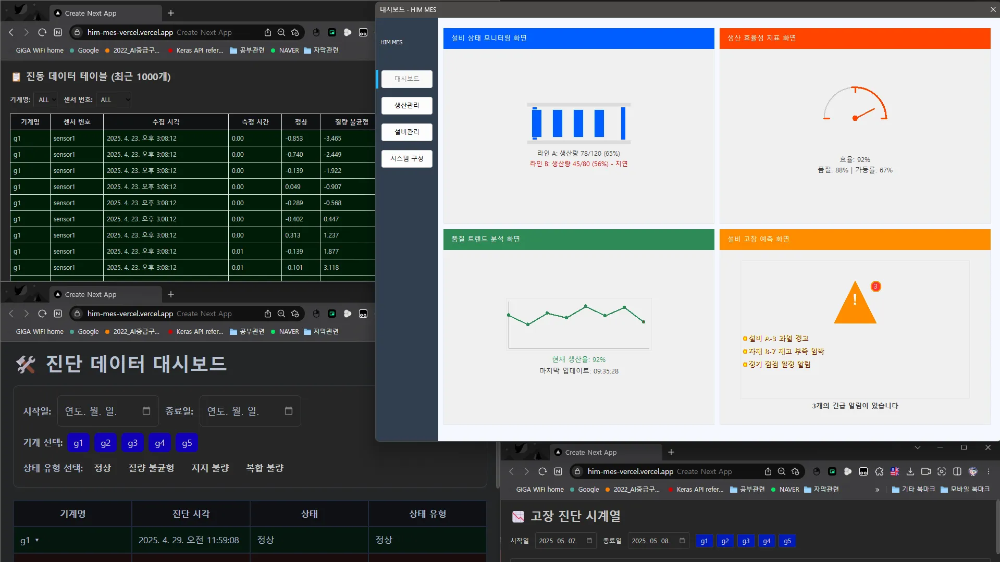 Create Next App
him-mes-vercel.vercel.app Create Next App
GiGA WiFi home Google 2022_AI중급구... Keras API refer... 공부관련 NAVER 자막관련
진동 데이터 테이블 (최근 1000개)
기계명: ALL 센서 번호: ALL
기계명 센서 번호 수집 시각 측정 시간 정상 질량 불균형
g1 sensor1 2025. 4. 23. 오후 3:08:12 0.00 -0.853 -3.465
g1 sensor1 2025. 4. 23. 오후 3:08:12 0.00 -0.740 -2.449
g1 sensor1 2025. 4. 23. 오후 3:08:12 0.00 -0.139 -1.922
g1 sensor1 2025. 4. 23. 오후 3:08:12 0.00 0.049 -0.907
g1 sensor1 2025. 4. 23. 오후 3:08:12 0.00 -0.289 -0.568
g1 sensor1 2025. 4. 23. 오후 3:08:12 0.00 -0.402 0.447
g1 sensor1 2025. 4. 23. 오후 3:08:12 0.00 0.313 1.237
g1 sensor1 2025. 4. 23. 오후 3:08:12 0.01 -0.139 1.877
g1 sensor1 2025. 4. 23. 오후 3:08:12 0.01 -0.101 3.118
대시보드 - HIM MES
HIM MES
대시보드
생산관리
설비관리
시스템 구성
설비 상태 모니터링 화면
라인 A: 생산량 78/120 (65%)
라인 B: 생산량 45/80 (56%) - 지연
생산 효율성 지표 화면
효율: 92%
품질: 88% | 가동률: 67%
품질 트렌드 분석 화면
현재 생산율: 92%
마지막 업데이트: 09:35:28
설비 고장 예측 화면
!
3
설비 A-3 과열 경고
자재 B-7 재고 부족 임박
정기 점검 일정 알림
3개의 긴급 알림이 있습니다
Create Next App
him-mes-vercel.vercel.app Create Next App
GiGA WiFi home Google 2022_AI중급구... Keras API refer... 공부관련 NAVER 자막관련
진단 데이터 대시보드
시작일: 연도. 월. 일. 종료일: 연도. 월. 일.
기계 선택: g1 g2 g3 g4 g5
상태 유형 선택: 정상 질량 불균형 지지 불량 복합 불량
기계명 진단 시각 상태 상태 유형
g1 ▾ 2025. 4. 29. 오전 11:59:08 정상 정상
Create Next App
him-mes-vercel.vercel.app Create Next App
GiGA WiFi home Google 2022_AI중급구... Keras API refer... 공부관련 NAVER 자막관련 » 기타 북마크 모바일 북마크
고장 진단 시계열
시작일 2025. 05. 07. 종료일 2025. 05. 08. g1 g2 g3 g4 g5